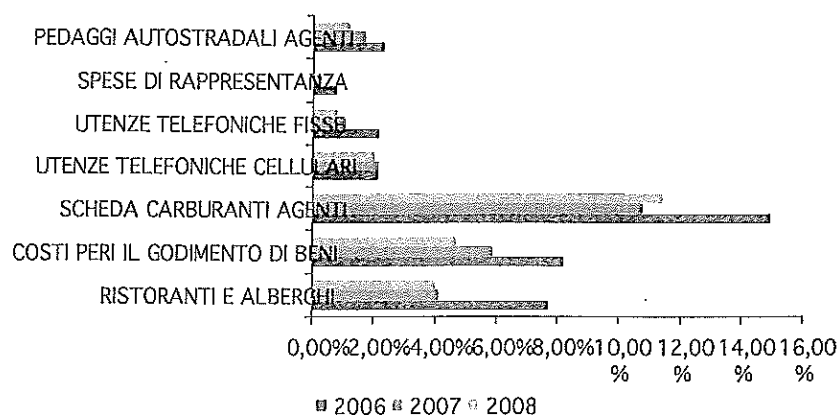 PEDAGGI AUTOSTRADALI AGENTI
SPESE DI RAPPRESENTANZA
UTENZE TELEFONICHE FISSE
UTENZE TELEFONICHE CELLULARI
SCHEDA CARBURANTI AGENTI
COSTI PERI IL GODIMENTO DI BENI
RISTORANTI E ALBERGHI
0,00% 2,00% 4,00% 6,00% 8,00% 10,00 12,00 14,00 16,00
% % % %
2006 2007 2008